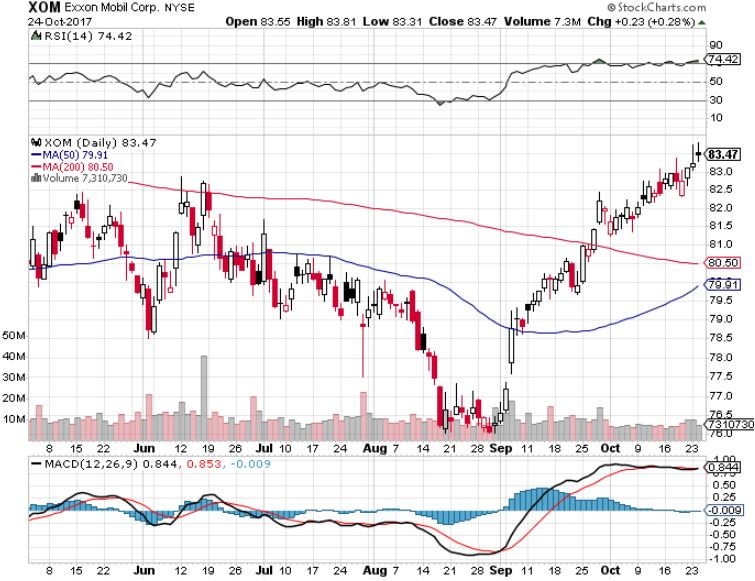 XOM Exxon Mobil Corp. NYSE © StockCharts.com
24-Oct-2017 Open 83.55 High 83.81 Low 83.31 Close 83.47 Volume 7.3M Chg +0.23 (+0.28%)
RSI(14) 74.42
90
74.42
50
30
10
XOM (Daily) 83.47
MA(50) 79.91
MA(200) 80.50
Volume 7,310,730
83.47
83.0
82.5
82.0
81.5
81.0
80.50
79.91
79.5
79.0
78.5
78.0
77.5
77.0
76.5
7310730
76.0
50M
40M
30M
20M
10M
8 15 22 Jun 12 19 26 Jul 10 17 24 Aug 7 14 21 Sep 11 18 25 Oct 9 16 23
MACD(12,26,9) 0.844, 0.853, -0.009
1.00
0.844
0.50
0.25
-0.009
-0.25
-0.50
-0.75
-1.00
8 15 22 Jun 12 19 26 Jul 10 17 24 Aug 7 14 21 Sep 11 18 25 Oct 9 16 23